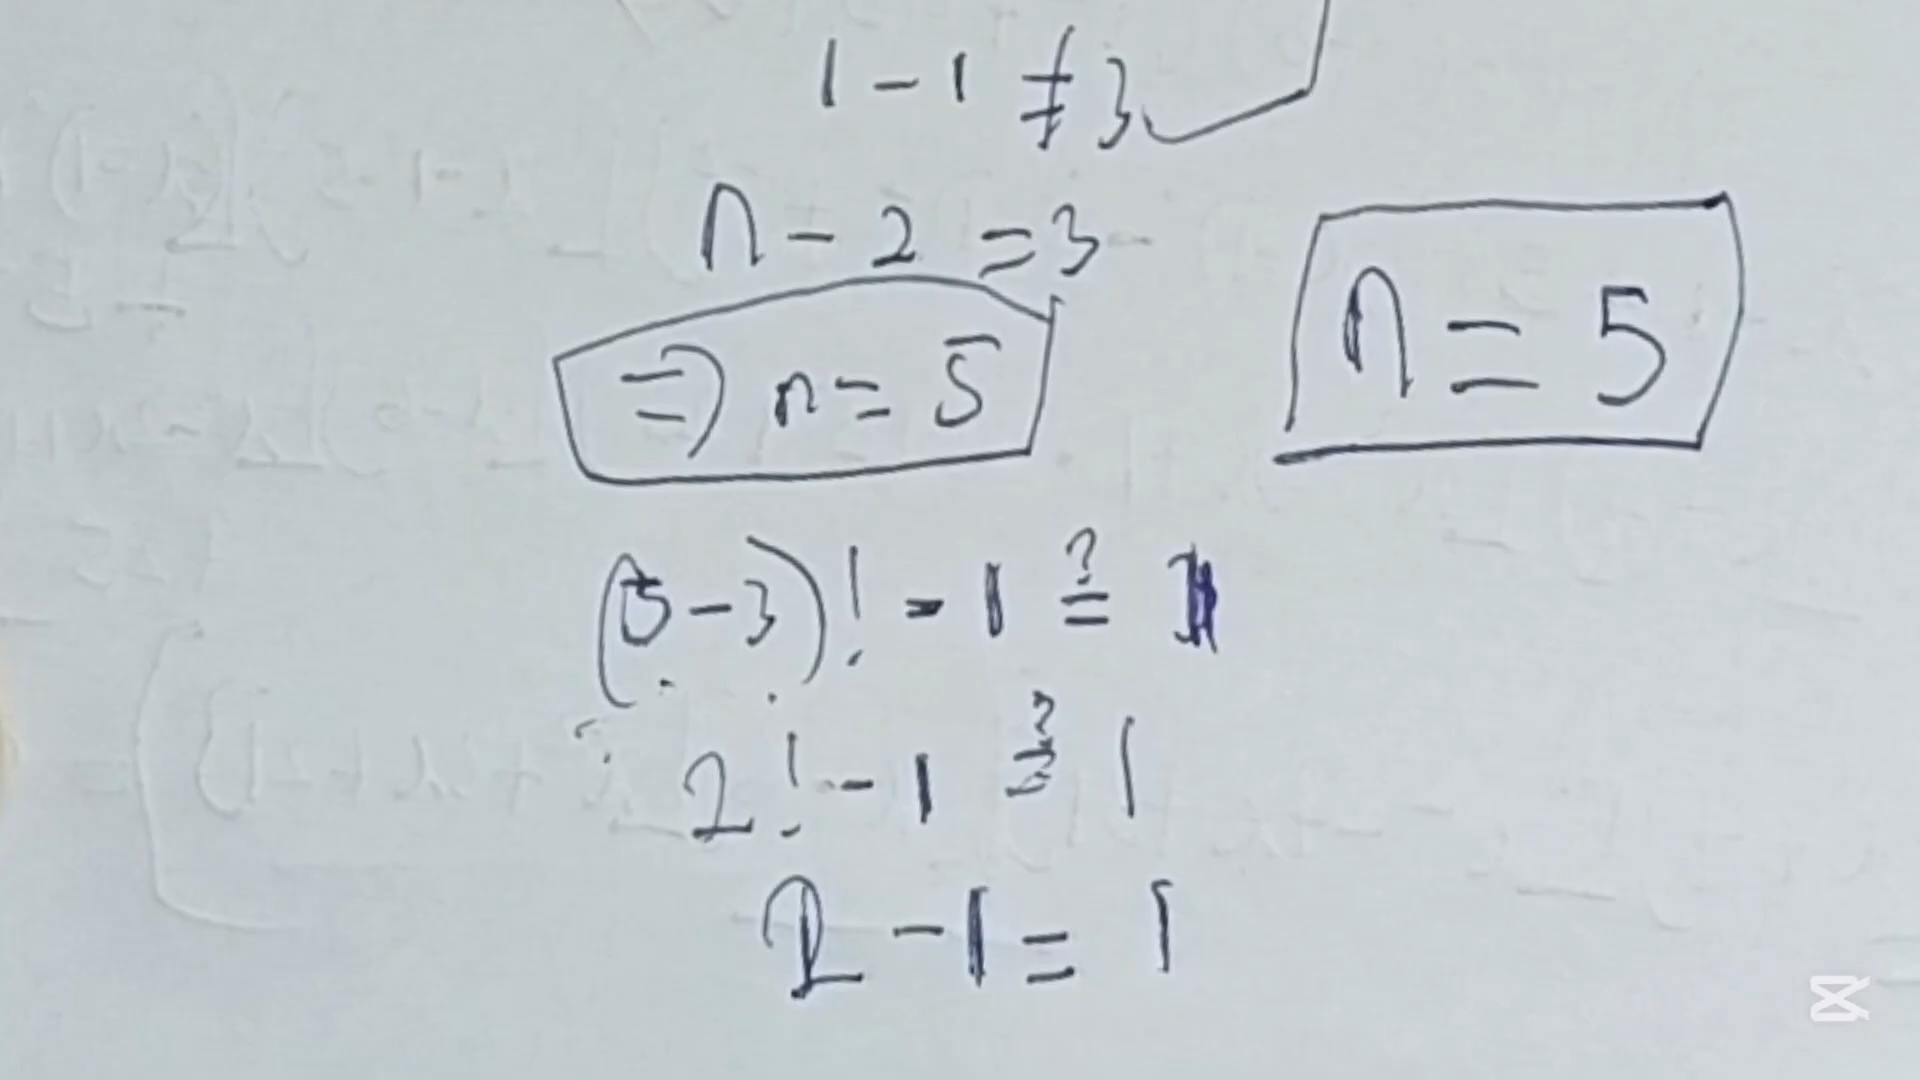 1 - 1 ≠ 3
n - 2 = 3
⇒ n = 5
n = 5
(5 - 3)! - 1 ≟ 1
2! - 1 ≟ 1
2 - 1 = 1